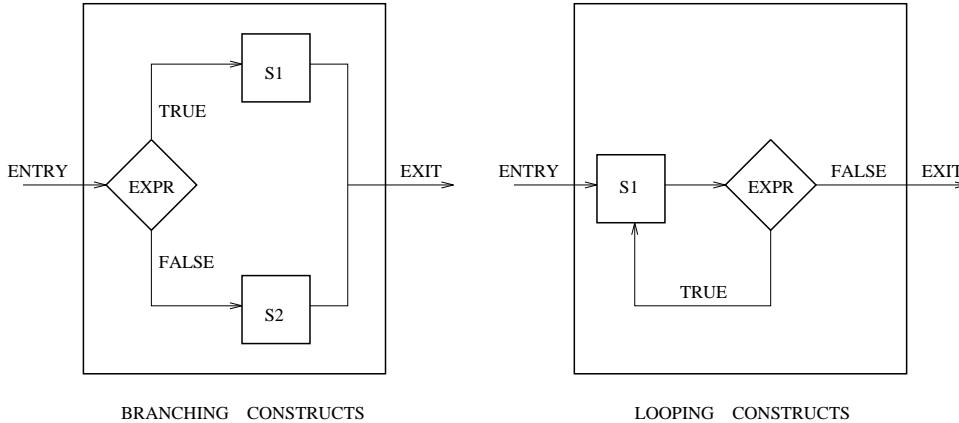 S1
TRUE
ENTRY
EXPR
EXIT
FALSE
S2
BRANCHING CONSTRUCTS
ENTRY
S1
EXPR
FALSE
EXIT
TRUE
LOOPING CONSTRUCTS